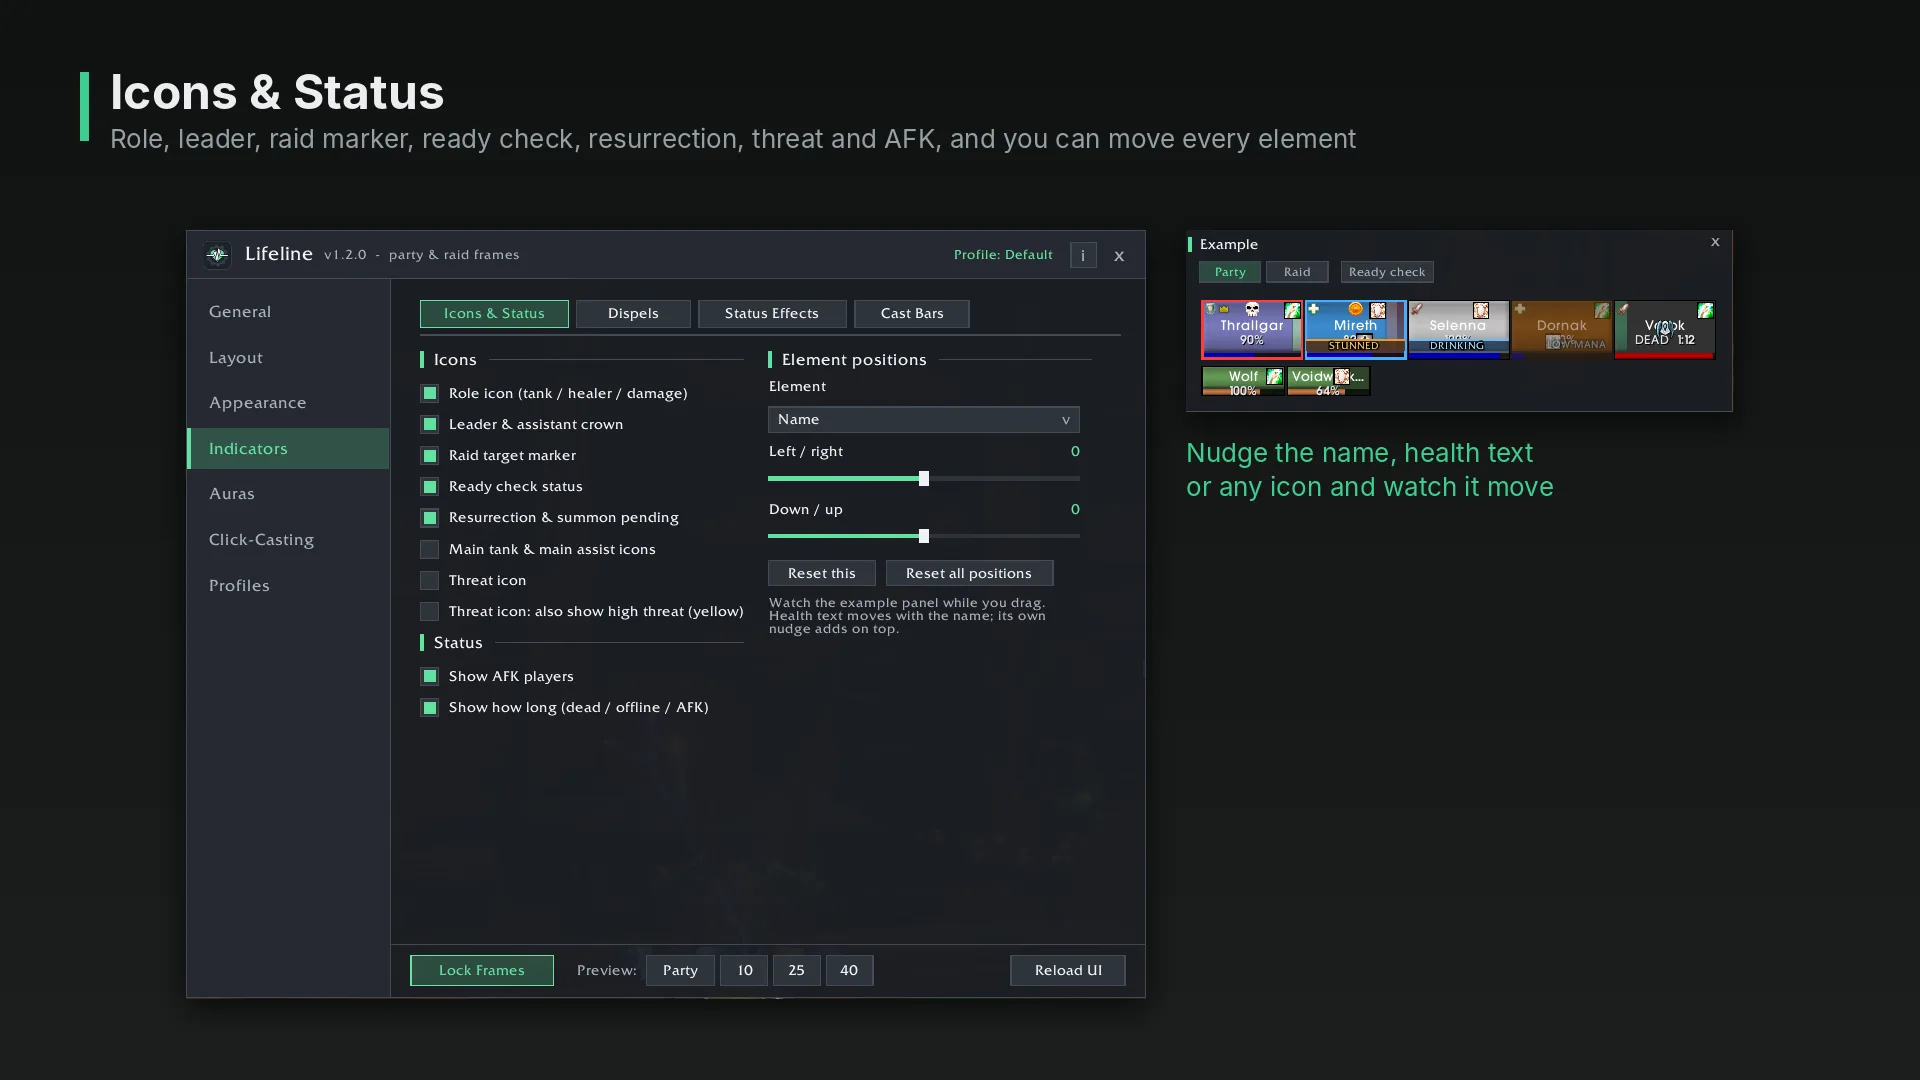 Icons & Status
Role, leader, raid marker, ready check, resurrection, threat and AFK, and you can move every element
Lifeline v1.2.0 - party & raid frames
Profile: Default
i
x
General
Layout
Appearance
Indicators
Auras
Click-Casting
Profiles
Icons & Status
Dispels
Status Effects
Cast Bars
Icons
Role icon (tank / healer / damage)
Leader & assistant crown
Raid target marker
Ready check status
Resurrection & summon pending
Main tank & main assist icons
Threat icon
Threat icon: also show high threat (yellow)
Status
Show AFK players
Show how long (dead / offline / AFK)
Element positions
Element
Name
v
Left / right 0
Down / up 0
Reset this
Reset all positions
Watch the example panel while you drag.
Health text moves with the name; its own
nudge adds on top.
Lock Frames
Preview:
Party
10
25
40
Reload UI
Example
x
Party
Raid
Ready check
Thrallgar
90%
Mireth
STUNNED
Selenna
DRINKING
Dornak
DEAD 1:12
Wolf
100%
64%
Nudge the name, health text
or any icon and watch it move